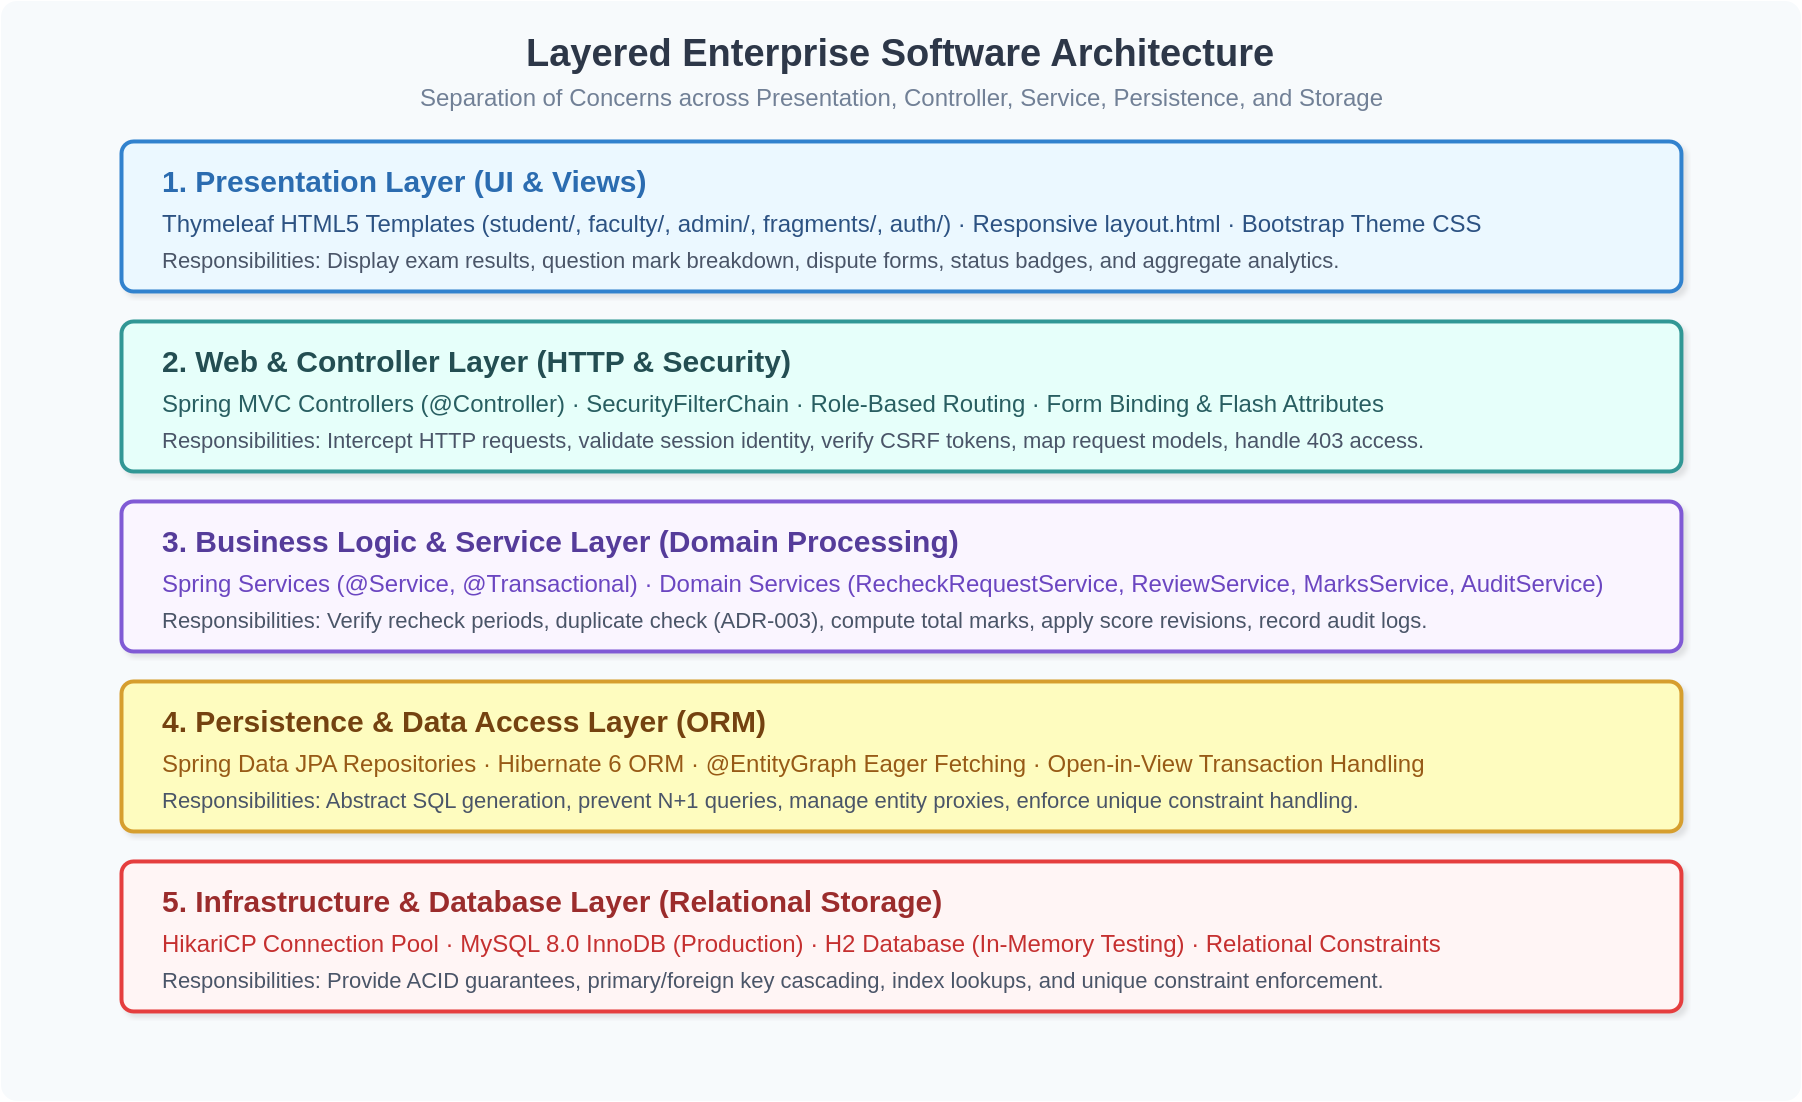 Layered Enterprise Software Architecture
Separation of Concerns across Presentation, Controller, Service, Persistence, and Storage
1. Presentation Layer (UI & Views)
Thymeleaf HTML5 Templates (student/, faculty/, admin/, fragments/, auth/) · Responsive layout.html · Bootstrap Theme CSS
Responsibilities: Display exam results, question mark breakdown, dispute forms, status badges, and aggregate analytics.
2. Web & Controller Layer (HTTP & Security)
Spring MVC Controllers (@Controller) · SecurityFilterChain · Role-Based Routing · Form Binding & Flash Attributes
Responsibilities: Intercept HTTP requests, validate session identity, verify CSRF tokens, map request models, handle 403 access.
3. Business Logic & Service Layer (Domain Processing)
Spring Services (@Service, @Transactional) · Domain Services (RecheckRequestService, ReviewService, MarksService, AuditService)
Responsibilities: Verify recheck periods, duplicate check (ADR-003), compute total marks, apply score revisions, record audit logs.
4. Persistence & Data Access Layer (ORM)
Spring Data JPA Repositories · Hibernate 6 ORM · @EntityGraph Eager Fetching · Open-in-View Transaction Handling
Responsibilities: Abstract SQL generation, prevent N+1 queries, manage entity proxies, enforce unique constraint handling.
5. Infrastructure & Database Layer (Relational Storage)
HikariCP Connection Pool · MySQL 8.0 InnoDB (Production) · H2 Database (In-Memory Testing) · Relational Constraints
Responsibilities: Provide ACID guarantees, primary/foreign key cascading, index lookups, and unique constraint enforcement.